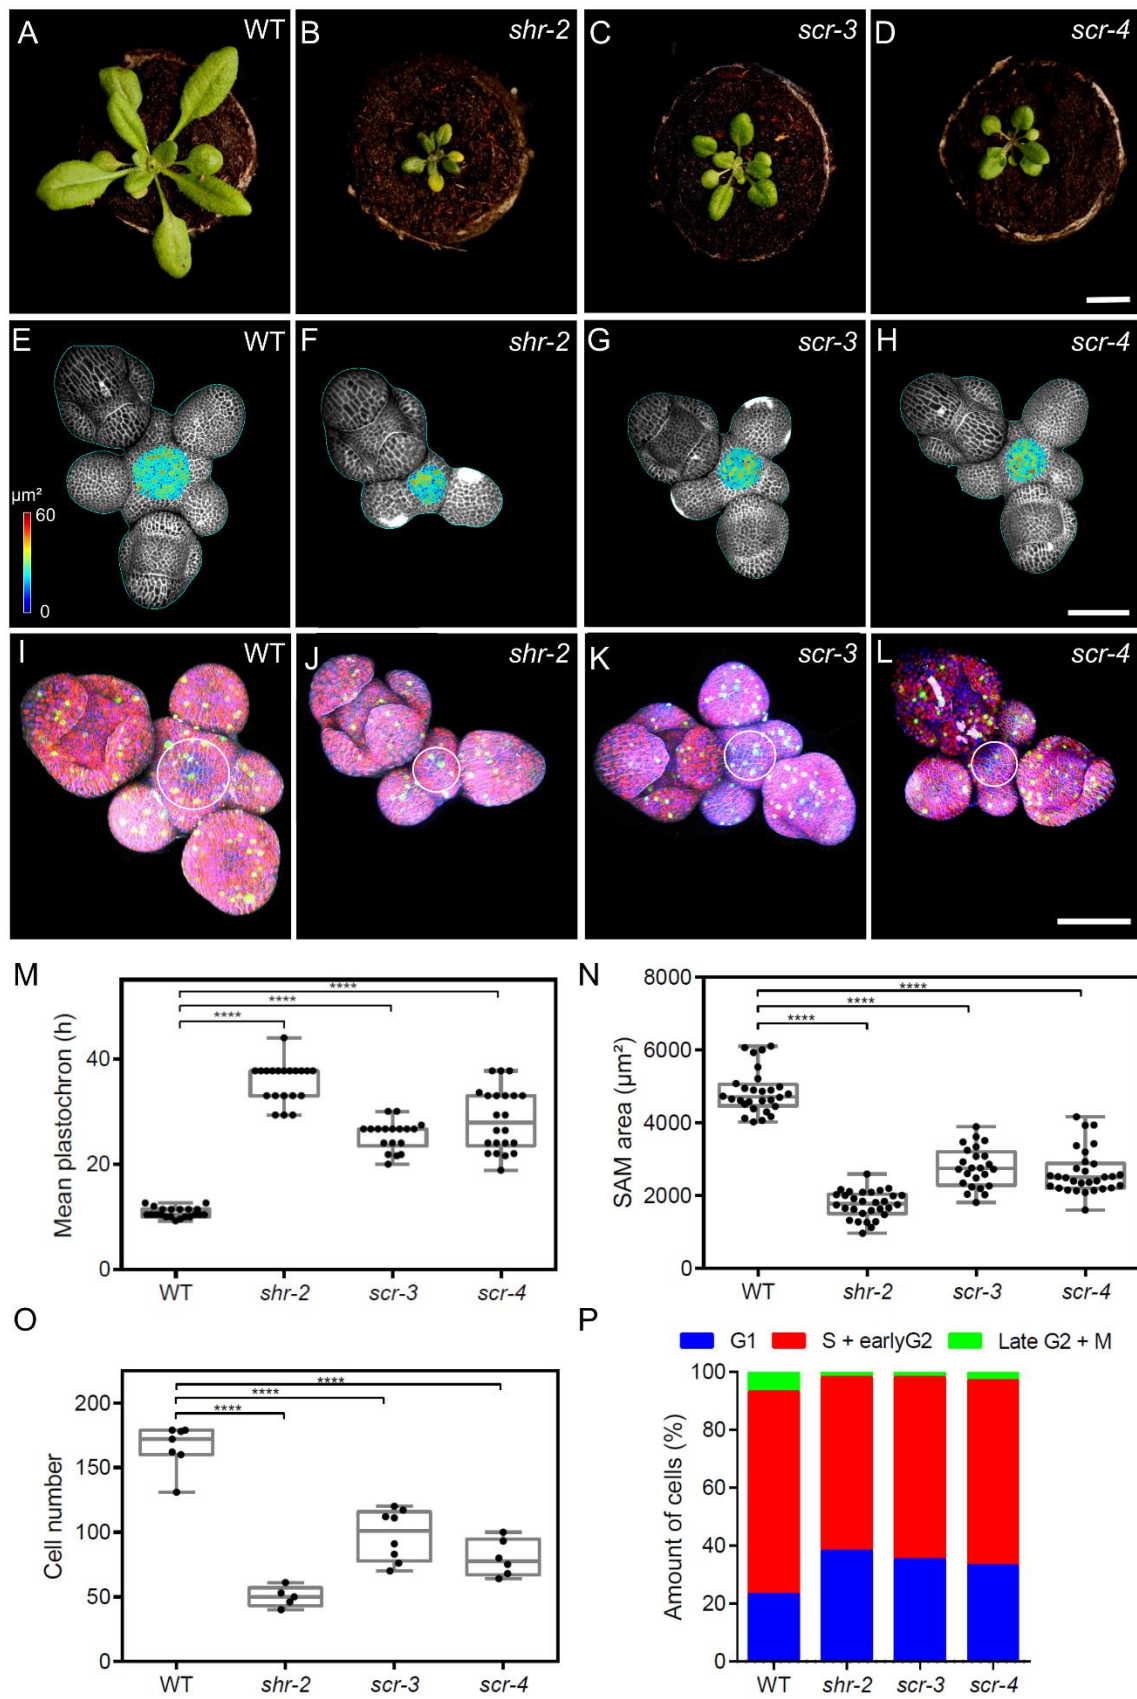 A WT B shr-2 C scr-3 D scr-4
E WT F shr-2 G scr-3 H scr-4
µm²
60
0
I WT J shr-2 K scr-3 L scr-4
M
****
****
****
Mean plastochron (h)
40
20
0
WT shr-2 scr-3 scr-4
N
8000
****
****
****
SAM area (µm²)
6000
4000
2000
0
WT shr-2 scr-3 scr-4
O
****
****
****
Cell number
200
150
100
50
0
WT shr-2 scr-3 scr-4
P
G1 S + earlyG2 Late G2 + M
Amount of cells (%)
100
80
60
40
20
0
WT shr-2 scr-3 scr-4